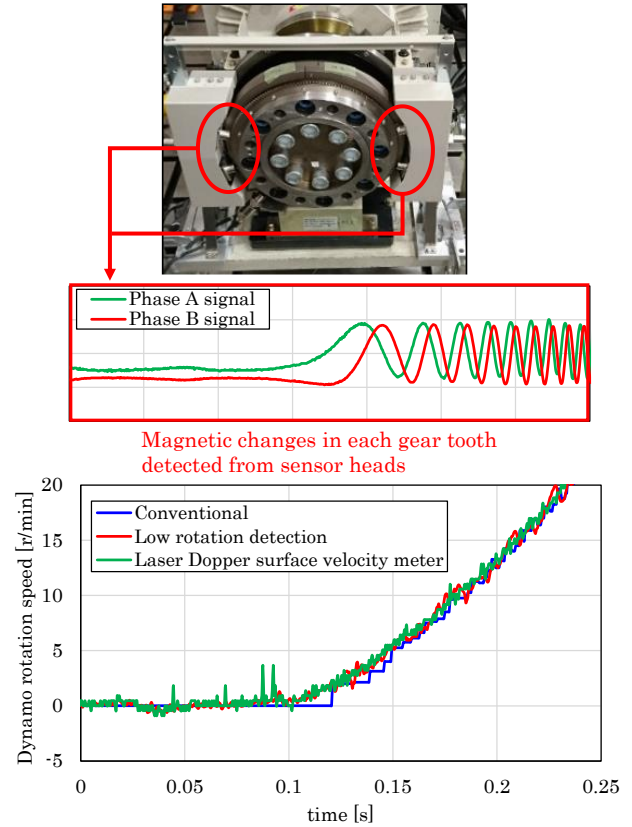 Phase A signal
Phase B signal
Magnetic changes in each gear tooth
detected from sensor heads
Dynamo rotation speed [r/min]
20
15
10
5
0
-5
Conventional
Low rotation detection
Laser Dopper surface velocity meter
0
0.05
0.1
0.15
0.2
0.25
time [s]